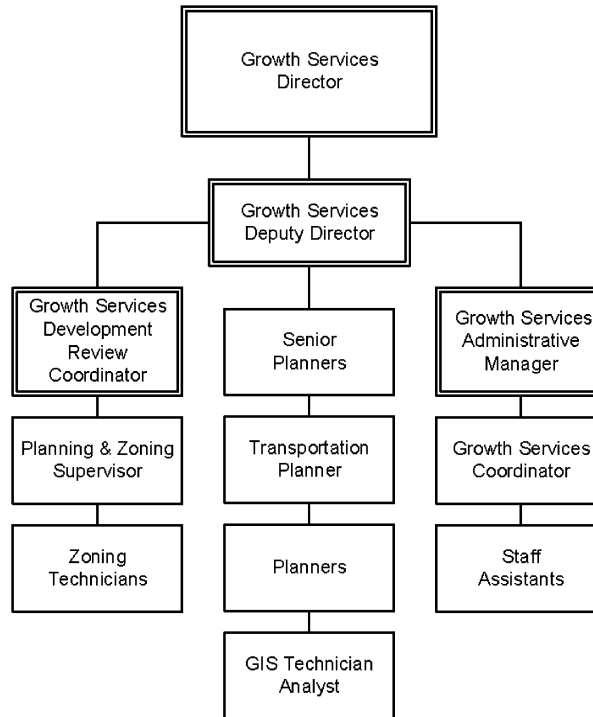 Growth Services
Director
Growth Services
Deputy Director
Growth Services
Development
Review
Coordinator
Senior
Planners
Growth Services
Administrative
Manager
Planning & Zoning
Supervisor
Transportation
Planner
Growth Services
Coordinator
Zoning
Technicians
Planners
Staff
Assistants
GIS Technician
Analyst